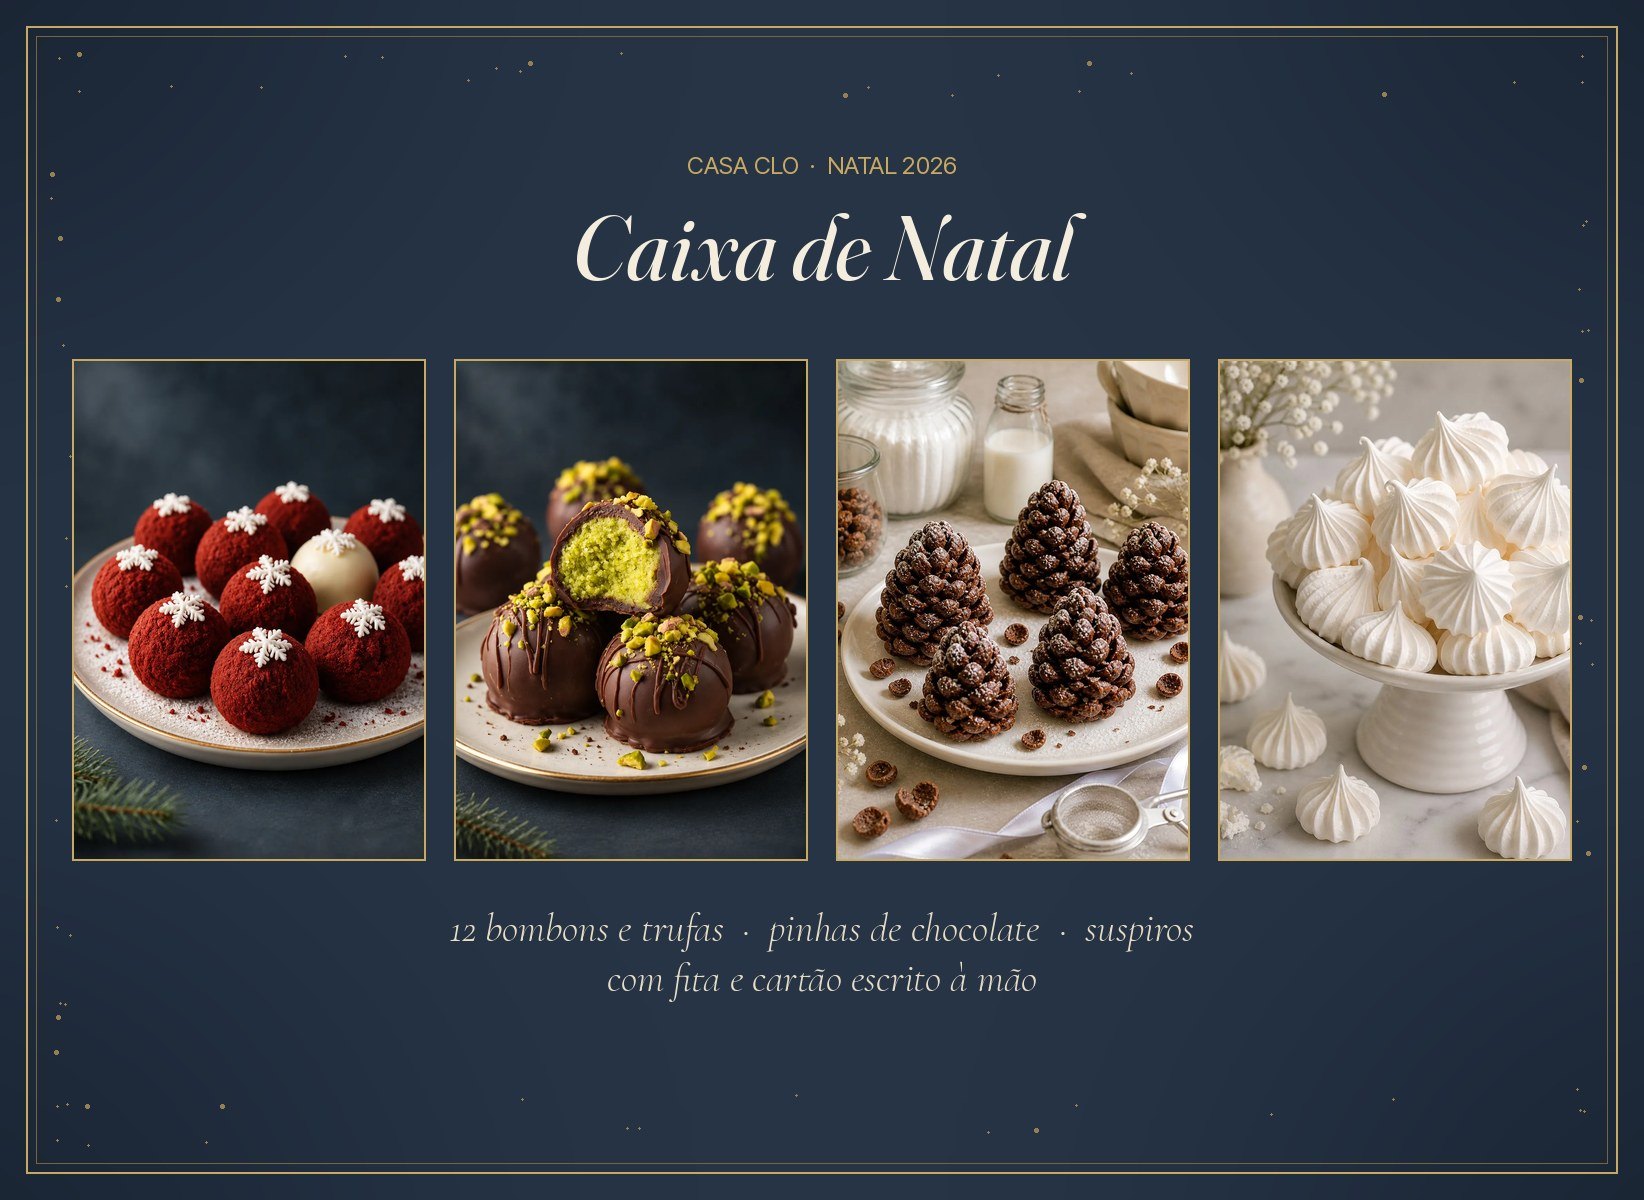 CASA CLO · NATAL 2026
Caixa de Natal
12 bombons e trufas · pinhas de chocolate · suspiros
com fita e cartão escrito à mão